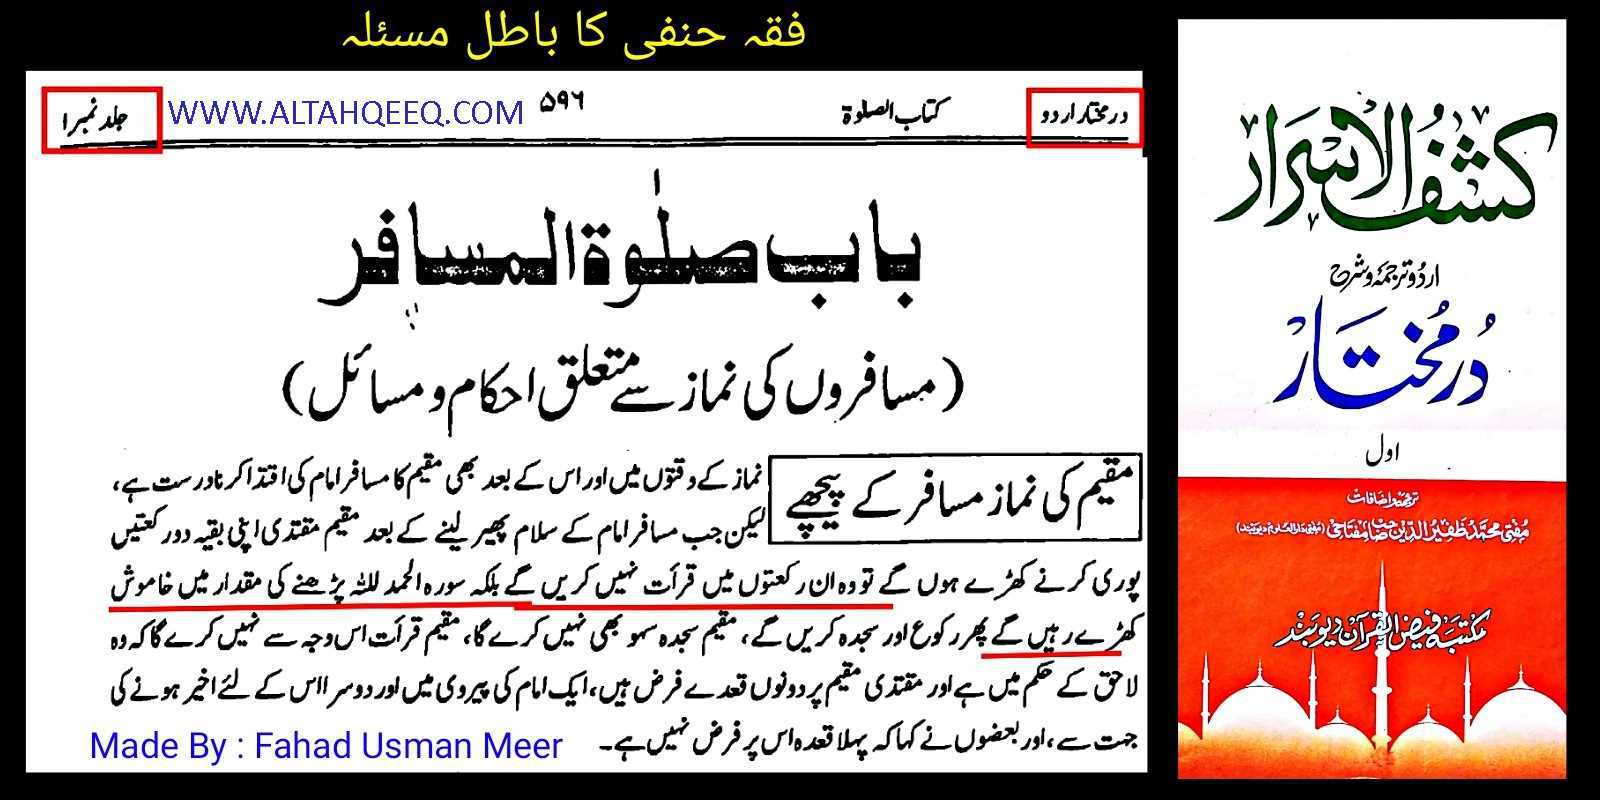 فقہ حنفی کا باطل مسئلہ
در مختار اردو
کتاب الصلوۃ
۵۹۶
WWW.ALTAHQEEQ.COM
جلد نمبر ۱
باب صلوٰۃ المسافر
(مسافروں کی نماز سے متعلق احکام و مسائل)
مقیم کی نماز مسافر کے پیچھے
نماز کے وقتوں میں اور اس کے بعد بھی مقیم کا مسافر امام کی اقتدا کرنا درست ہے،
لیکن جب مسافر امام کے سلام پھیر لینے کے بعد مقیم مقتدی اپنی بقیہ دو رکعتیں
پوری کرنے کھڑے ہوں گے تو وہ ان رکعتوں میں قرأت نہیں کریں گے بلکہ سورہ الحمد للہ پڑھنے کی مقدار میں خاموش
کھڑے رہیں گے پھر رکوع اور سجدہ کریں گے، مقیم سجدہ سہو بھی نہیں کرے گا، مقیم قرأت اس وجہ سے نہیں کرے گا کہ وہ
لاحق کے حکم میں ہے اور مقتدی مقیم پر دونوں قعدے فرض ہیں، ایک امام کی پیروی میں اور دوسرا اس کے لئے اخیر ہونے کی
جہت سے، اور بعضوں نے کہا کہ پہلا قعدہ اس پر فرض نہیں ہے۔
Made By : Fahad Usman Meer
کشف الاسرار
اردو ترجمہ و شرح
در مختار
اول
ترجمہ و اضافات
مفتی محمد ظفیر الدین صاحب مفتاحی (مفتی دارالعلوم دیوبند)
مکتبہ فیض القرآن دیوبند